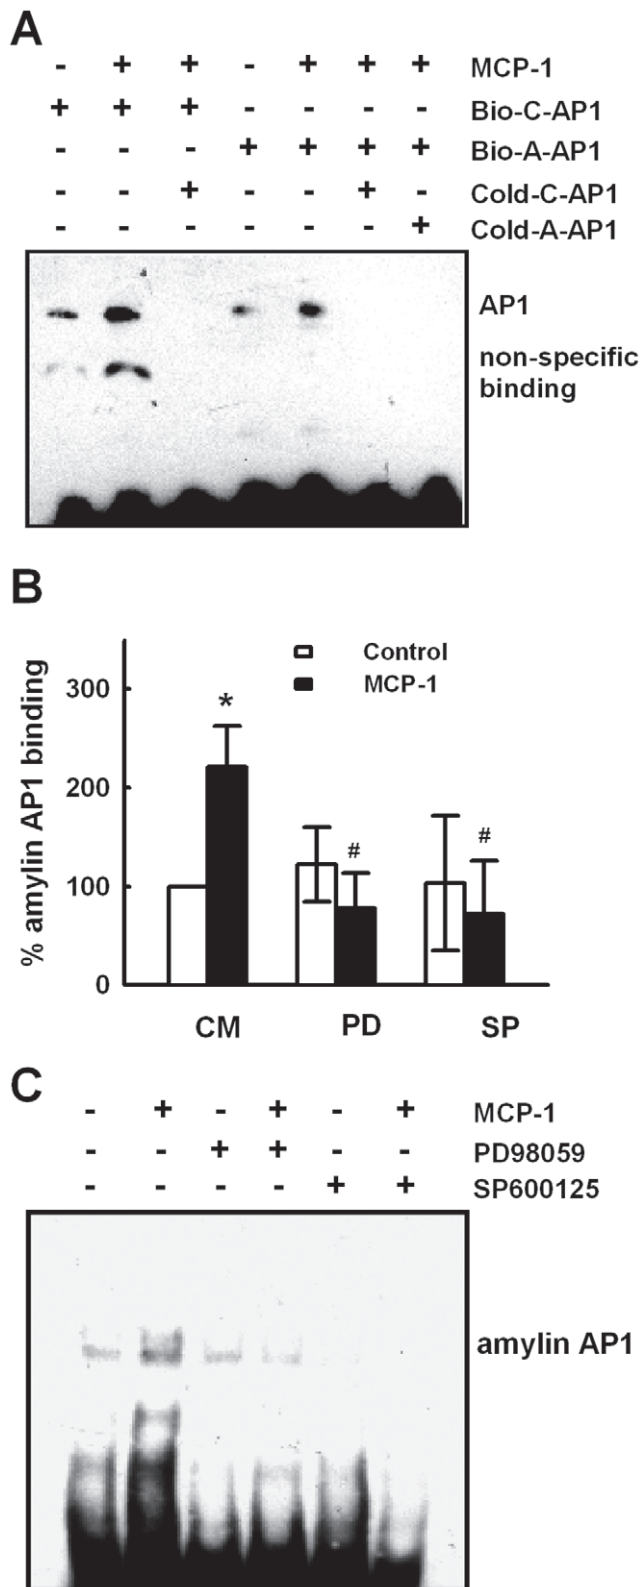 A
- + + - + + + MCP-1
+ + + - - - - Bio-C-AP1
- - - + + + + Bio-A-AP1
- - + - - + - Cold-C-AP1
- - - - - - + Cold-A-AP1
AP1
non-specific
binding
B
% amylin AP1 binding
300
200
100
0
Control
MCP-1
*
#
#
CM PD SP
C
- + - + - + MCP-1
- - + + - - PD98059
- - - - + + SP600125
amylin AP1